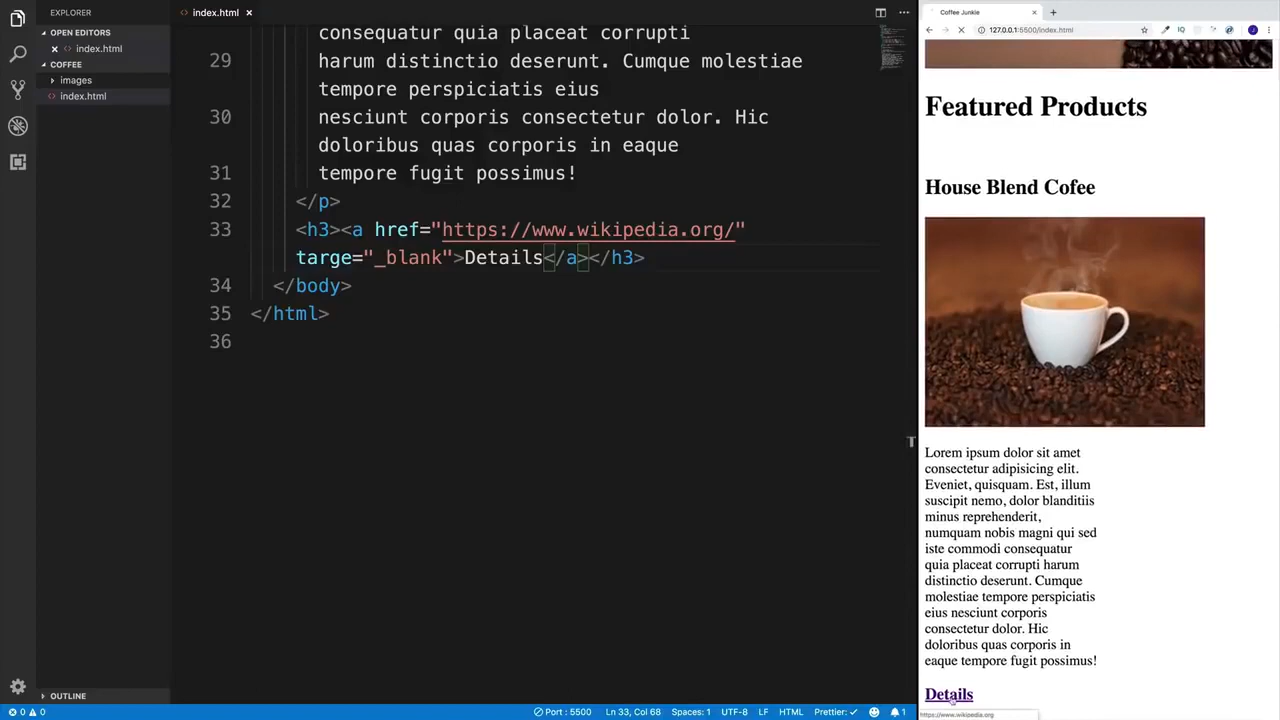 EXPLORER
OPEN EDITORS
index.html
COFFEE
images
index.html
OUTLINE
index.html
29
30
31
32
33
34
35
36
consequatur quia placeat corrupti
harum distinctio deserunt. Cumque molestiae
tempore perspiciatis eius
nesciunt corporis consectetur dolor. Hic
doloribus quas corporis in eaque
tempore fugit possimus!
</p>
<h3><a href="https://www.wikipedia.org/"
targe="_blank">Details</a></h3>
</body>
</html>
0 0
Port : 5500
Ln 33, Col 68
Spaces: 1
UTF-8
LF
HTML
Prettier: ✓
1
Coffee Junkie
127.0.0.1:5500/index.html
Featured Products
House Blend Cofee
Lorem ipsum dolor sit amet
consectetur adipisicing elit.
Eveniet, quisquam. Est, illum
suscipit nemo, dolor blanditiis
minus reprehenderit,
numquam nobis magni qui sed
iste commodi consequatur
quia placeat corrupti harum
distinctio deserunt. Cumque
molestiae tempore perspiciatis
eius nesciunt corporis
consectetur dolor. Hic
doloribus quas corporis in
eaque tempore fugit possimus!
Details
https://www.wikipedia.org